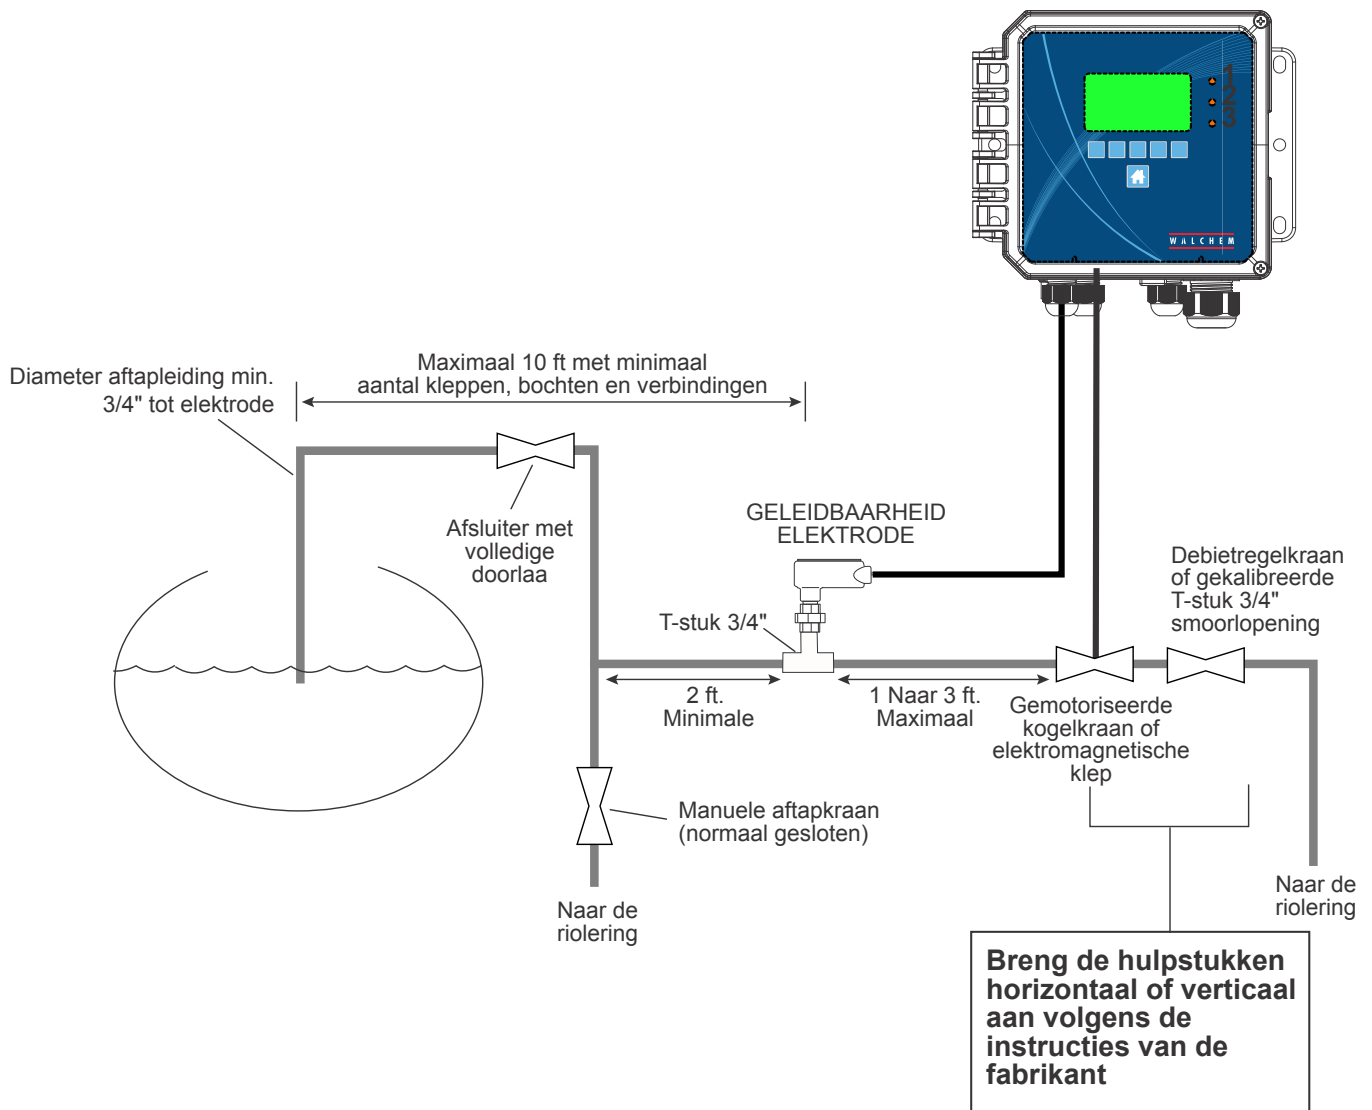 1
2
3
WALCHEM
Maximaal 10 ft met minimaal
aantal kleppen, bochten en verbindingen
Diameter aftapleiding min.
3/4" tot elektrode
Afsluiter met
volledige
doorlaa
GELEIDBAARHEID
ELEKTRODE
T-stuk 3/4"
Debietregelkraan
of gekalibreerde
T-stuk 3/4"
smoorlopening
2 ft.
Minimale
1 Naar 3 ft.
Maximaal
Gemotoriseerde
kogelkraan of
elektromagnetische
klep
Manuele aftapkraan
(normaal gesloten)
Naar de
riolering
Naar de
riolering
Breng de hulpstukken
horizontaal of verticaal
aan volgens de
instructies van de
fabrikant